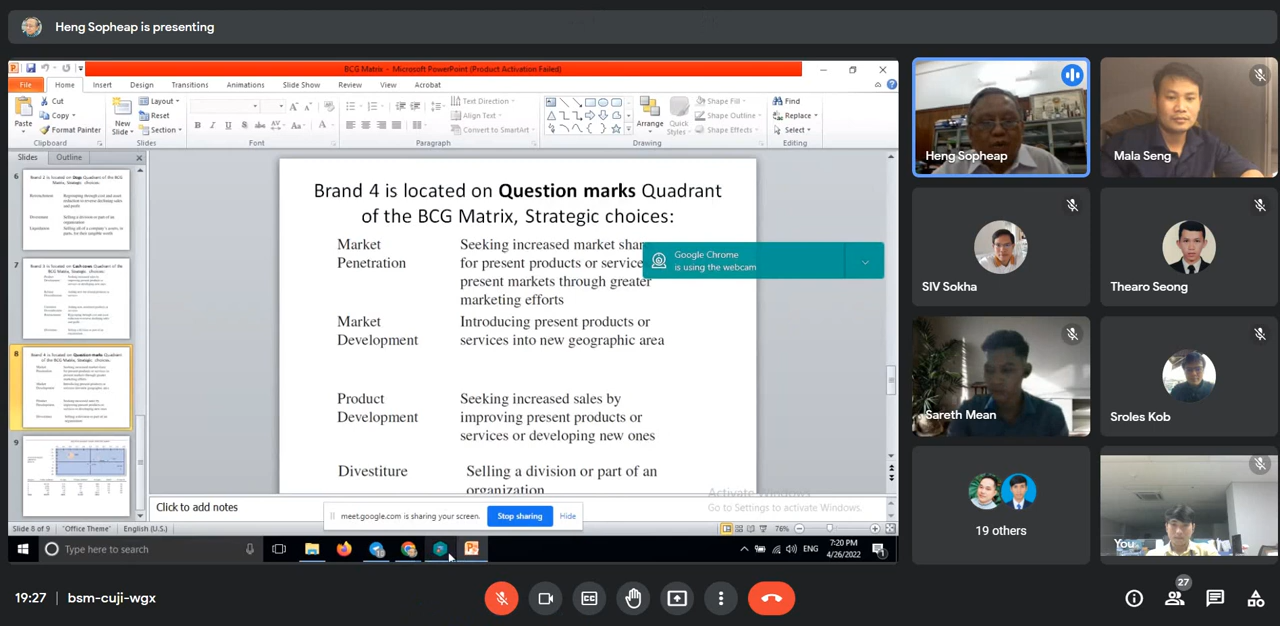 Heng Sopheap is presenting
BCG Matrix - Microsoft PowerPoint (Product Activation Failed)
File Home Insert Design Transitions Animations Slide Show Review View Acrobat
Cut
Copy
Format Painter
Paste
Clipboard
New
Slide
Layout
Reset
Section
Slides
Font
Text Direction
Align Text
Convert to SmartArt
Paragraph
Arrange
Quick
Styles
Shape Fill
Shape Outline
Shape Effects
Drawing
Find
Replace
Select
Editing
Slides Outline
6
7
8
9
Brand 4 is located on Question marks Quadrant
of the BCG Matrix, Strategic choices:
Market Seeking increased market shar
Penetration for present products or service
present markets through greater
marketing efforts
Market Introducing present products or
Development services into new geographic area
Product Seeking increased sales by
Development improving present products or
services or developing new ones
Divestiture Selling a division or part of an
organization
Google Chrome
is using the webcam
Activate Windows
Go to Settings to activate Windows.
Click to add notes
meet.google.com is sharing your screen. Stop sharing Hide
Slide 8 of 9 "Office Theme" English (U.S.) 76%
Type here to search
ENG
7:20 PM
4/26/2022
1
Heng Sopheap
Mala Seng
SIV Sokha
Thearo Seong
Sareth Mean
Sroles Kob
19 others
You
19:27 | bsm-cuji-wgx
27